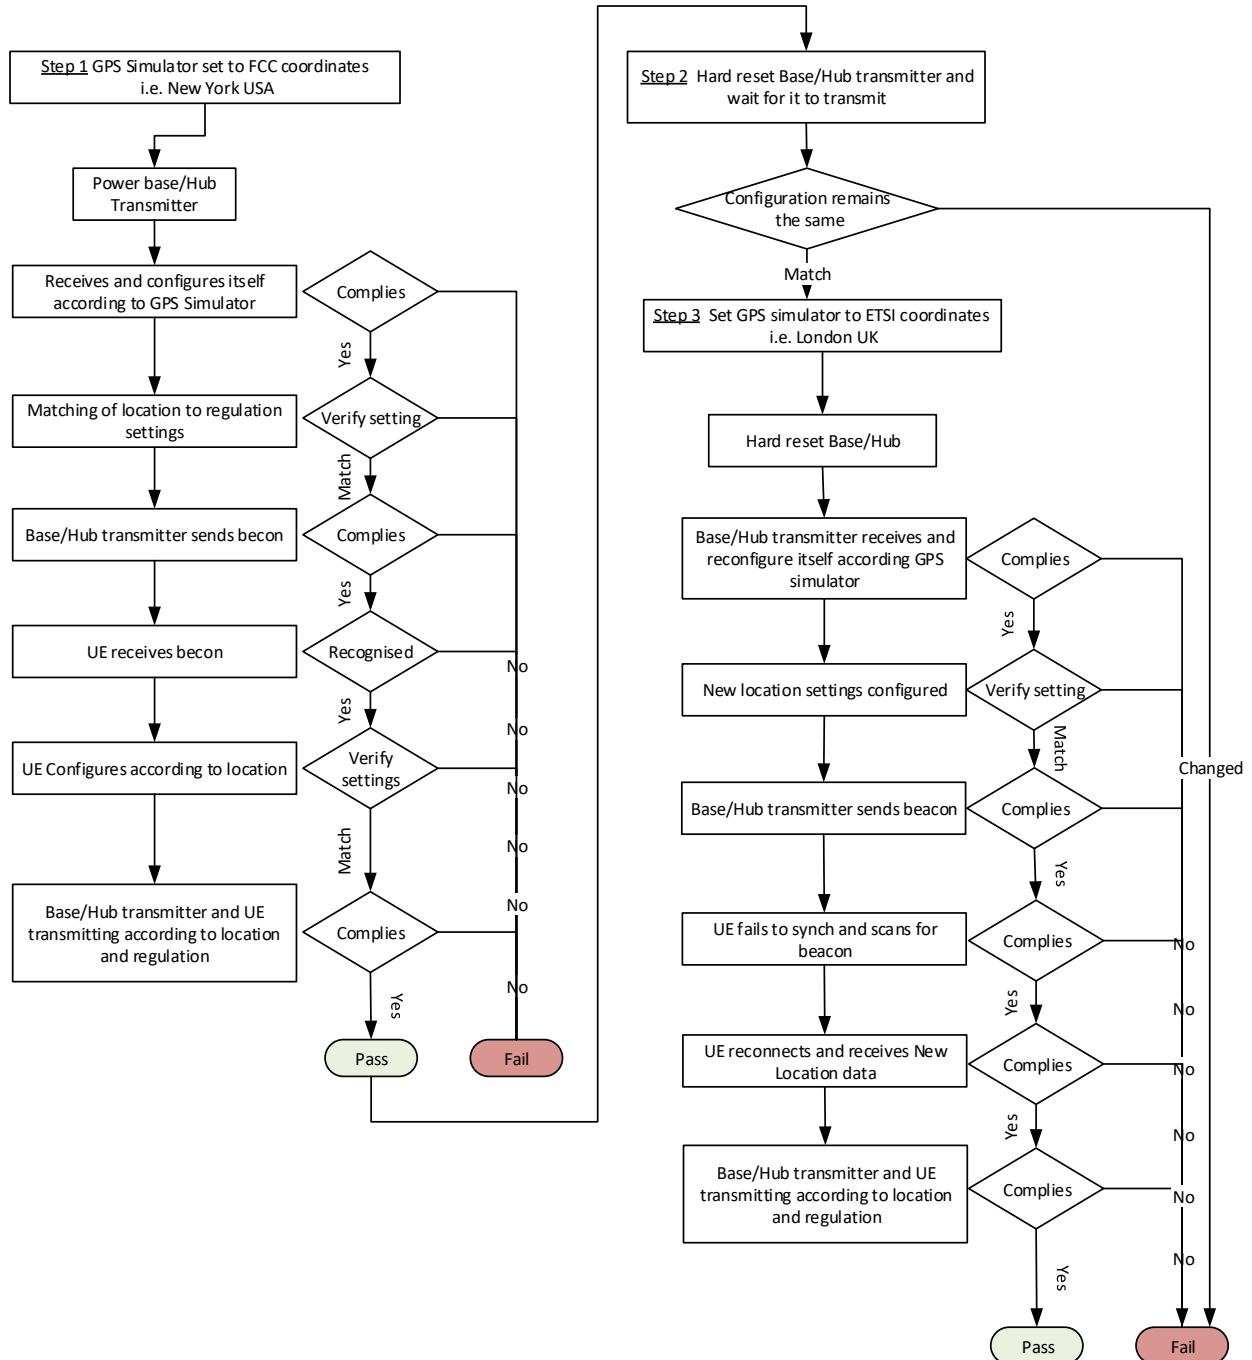 Step 1 GPS Simulator set to FCC coordinates
i.e. New York USA
Power base/Hub
Transmitter
Receives and configures itself
according to GPS Simulator
Complies
Yes
Matching of location to regulation
settings
Verify setting
Match
Base/Hub transmitter sends becon
Complies
Yes
UE receives becon
Recognised
No
Yes
No
UE Configures according to location
Verify
settings
No
Match
No
No
Base/Hub transmitter and UE
transmitting according to location
and regulation
Complies
No
Yes
Pass
Fail
Step 2 Hard reset Base/Hub transmitter and
wait for it to transmit
Configuration remains
the same
Match
Step 3 Set GPS simulator to ETSI coordinates
i.e. London UK
Hard reset Base/Hub
Base/Hub transmitter receives and
reconfigure itself according GPS
simulator
Complies
Yes
New location settings configured
Verify setting
Match
Changed
Base/Hub transmitter sends beacon
Complies
Yes
UE fails to synch and scans for
beacon
Complies
No
Yes
No
UE reconnects and receives New
Location data
Complies
No
Yes
No
Base/Hub transmitter and UE
transmitting according to location
and regulation
Complies
No
Yes
No
Pass
Fail